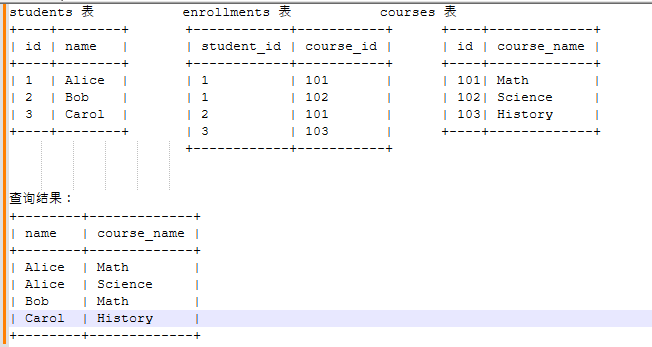 students 表 enrollments 表 courses 表
+----+--------+ +------------+-----------+ +----+-------------+
| id | name | | student_id | course_id | | id | course_name |
+----+--------+ +------------+-----------+ +----+-------------+
| 1 | Alice | | 1 | 101 | | 101| Math |
| 2 | Bob | | 1 | 102 | | 102| Science |
| 3 | Carol | | 2 | 101 | | 103| History |
+----+--------+ | 3 | 103 | +----+-------------+
+------------+-----------+
查询结果：
+--------+-------------+
| name | course_name |
+--------+-------------+
| Alice | Math |
| Alice | Science |
| Bob | Math |
| Carol | History |
+--------+-------------+